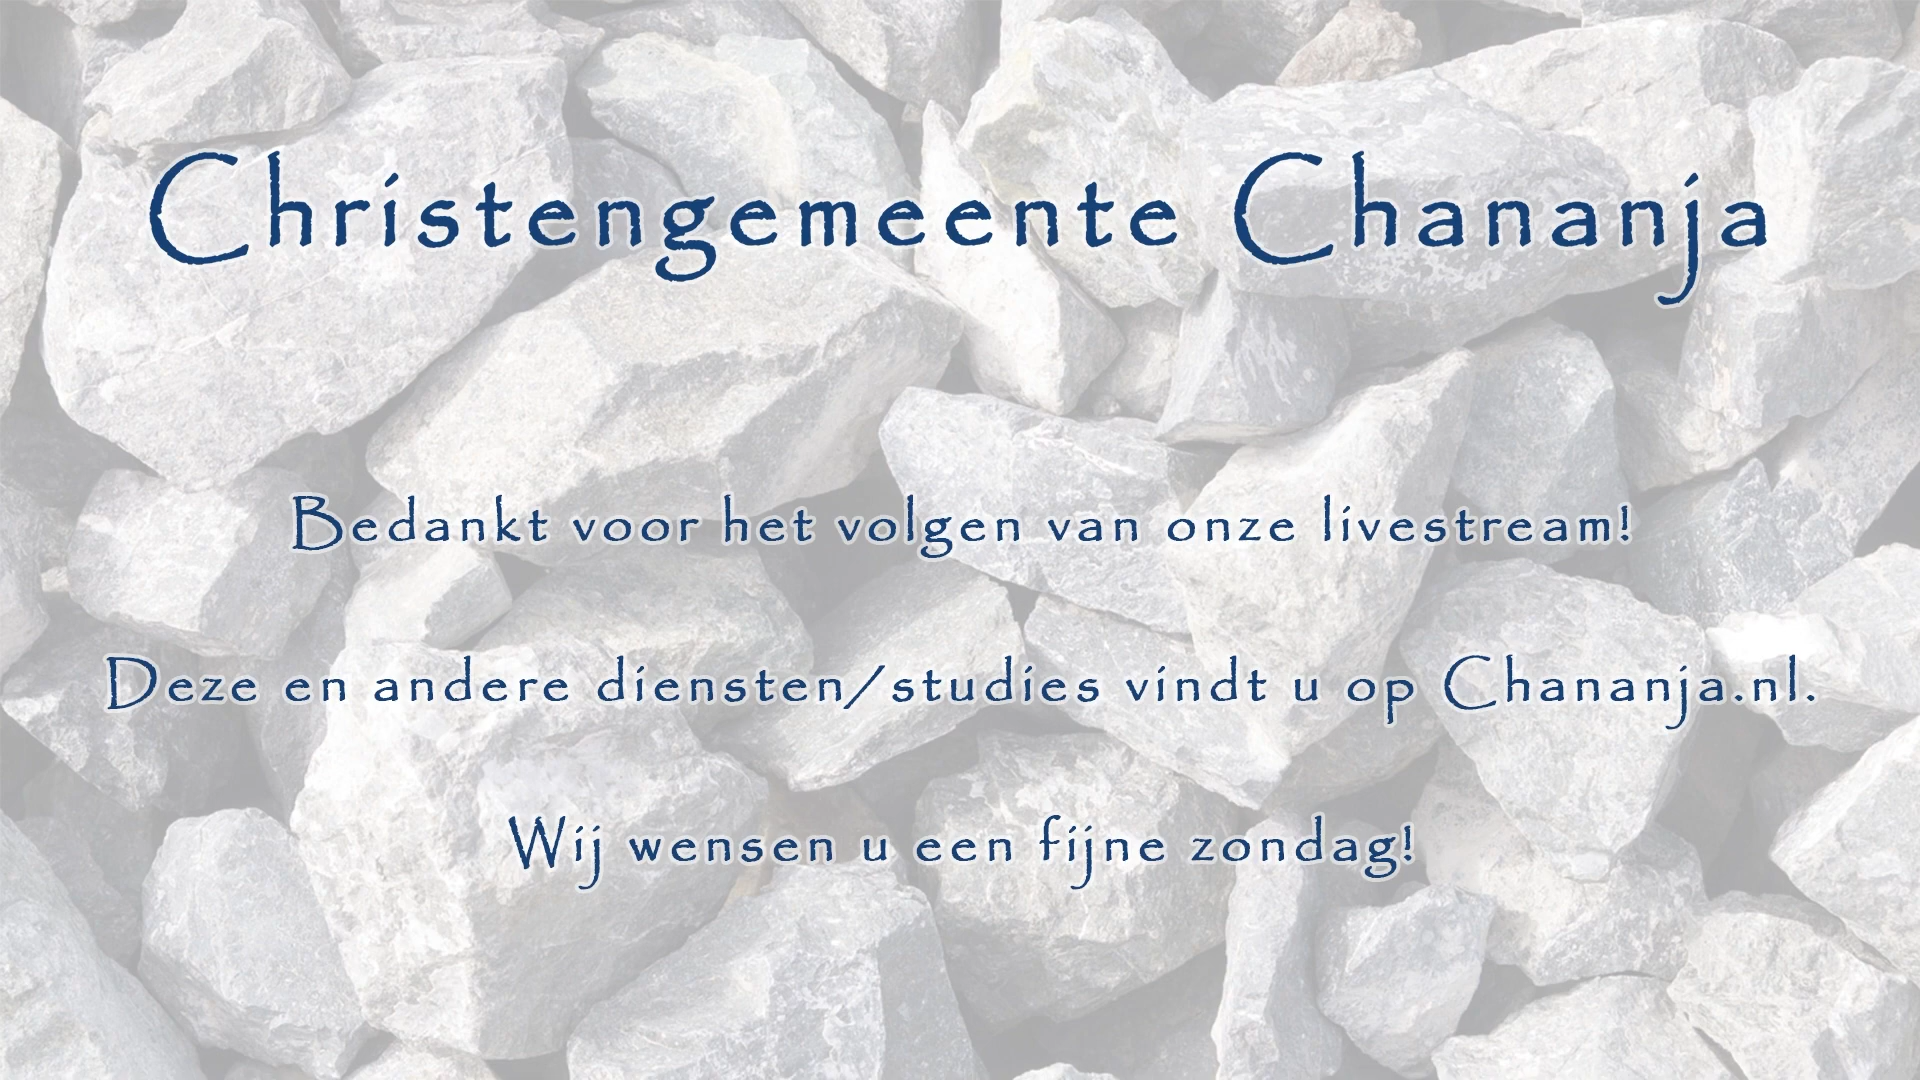 Christengemeente Chananja
Bedankt voor het volgen van onze livestream!
Deze en andere diensten/studies vindt u op Chananja.nl.
Wij wensen u een fijne zondag!